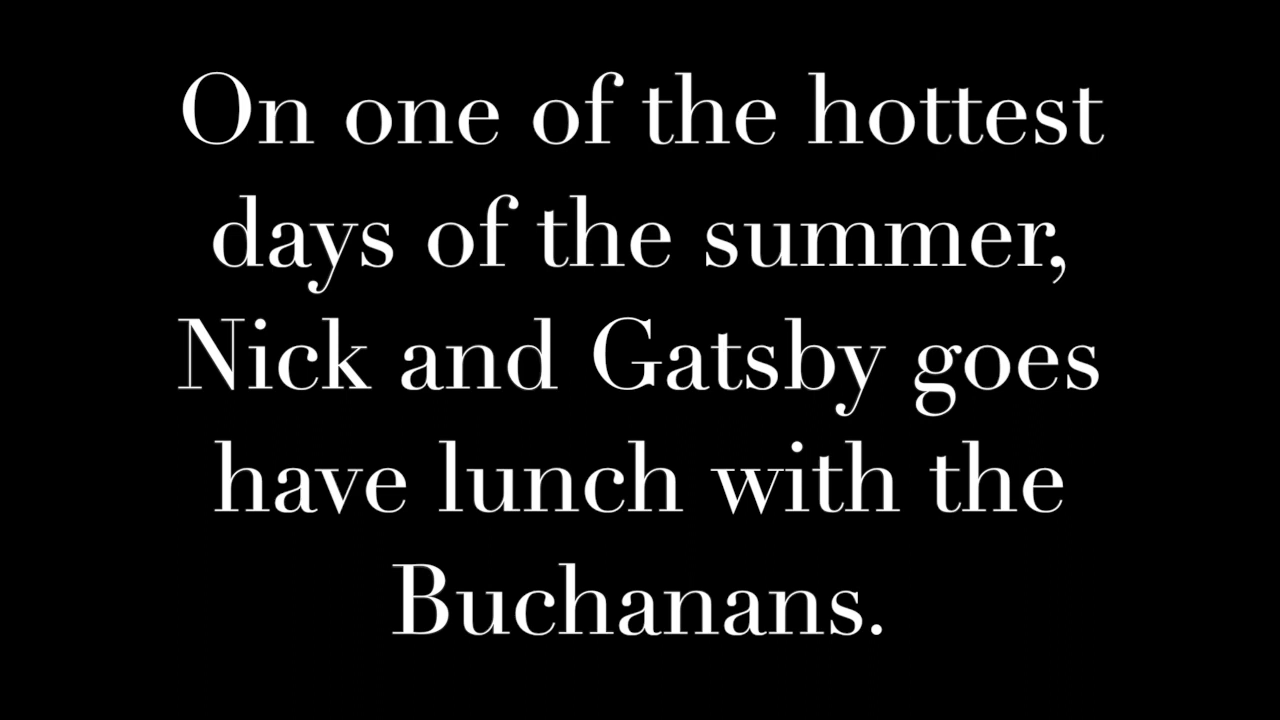 On one of the hottest
days of the summer,
Nick and Gatsby goes
have lunch with the
Buchanans.